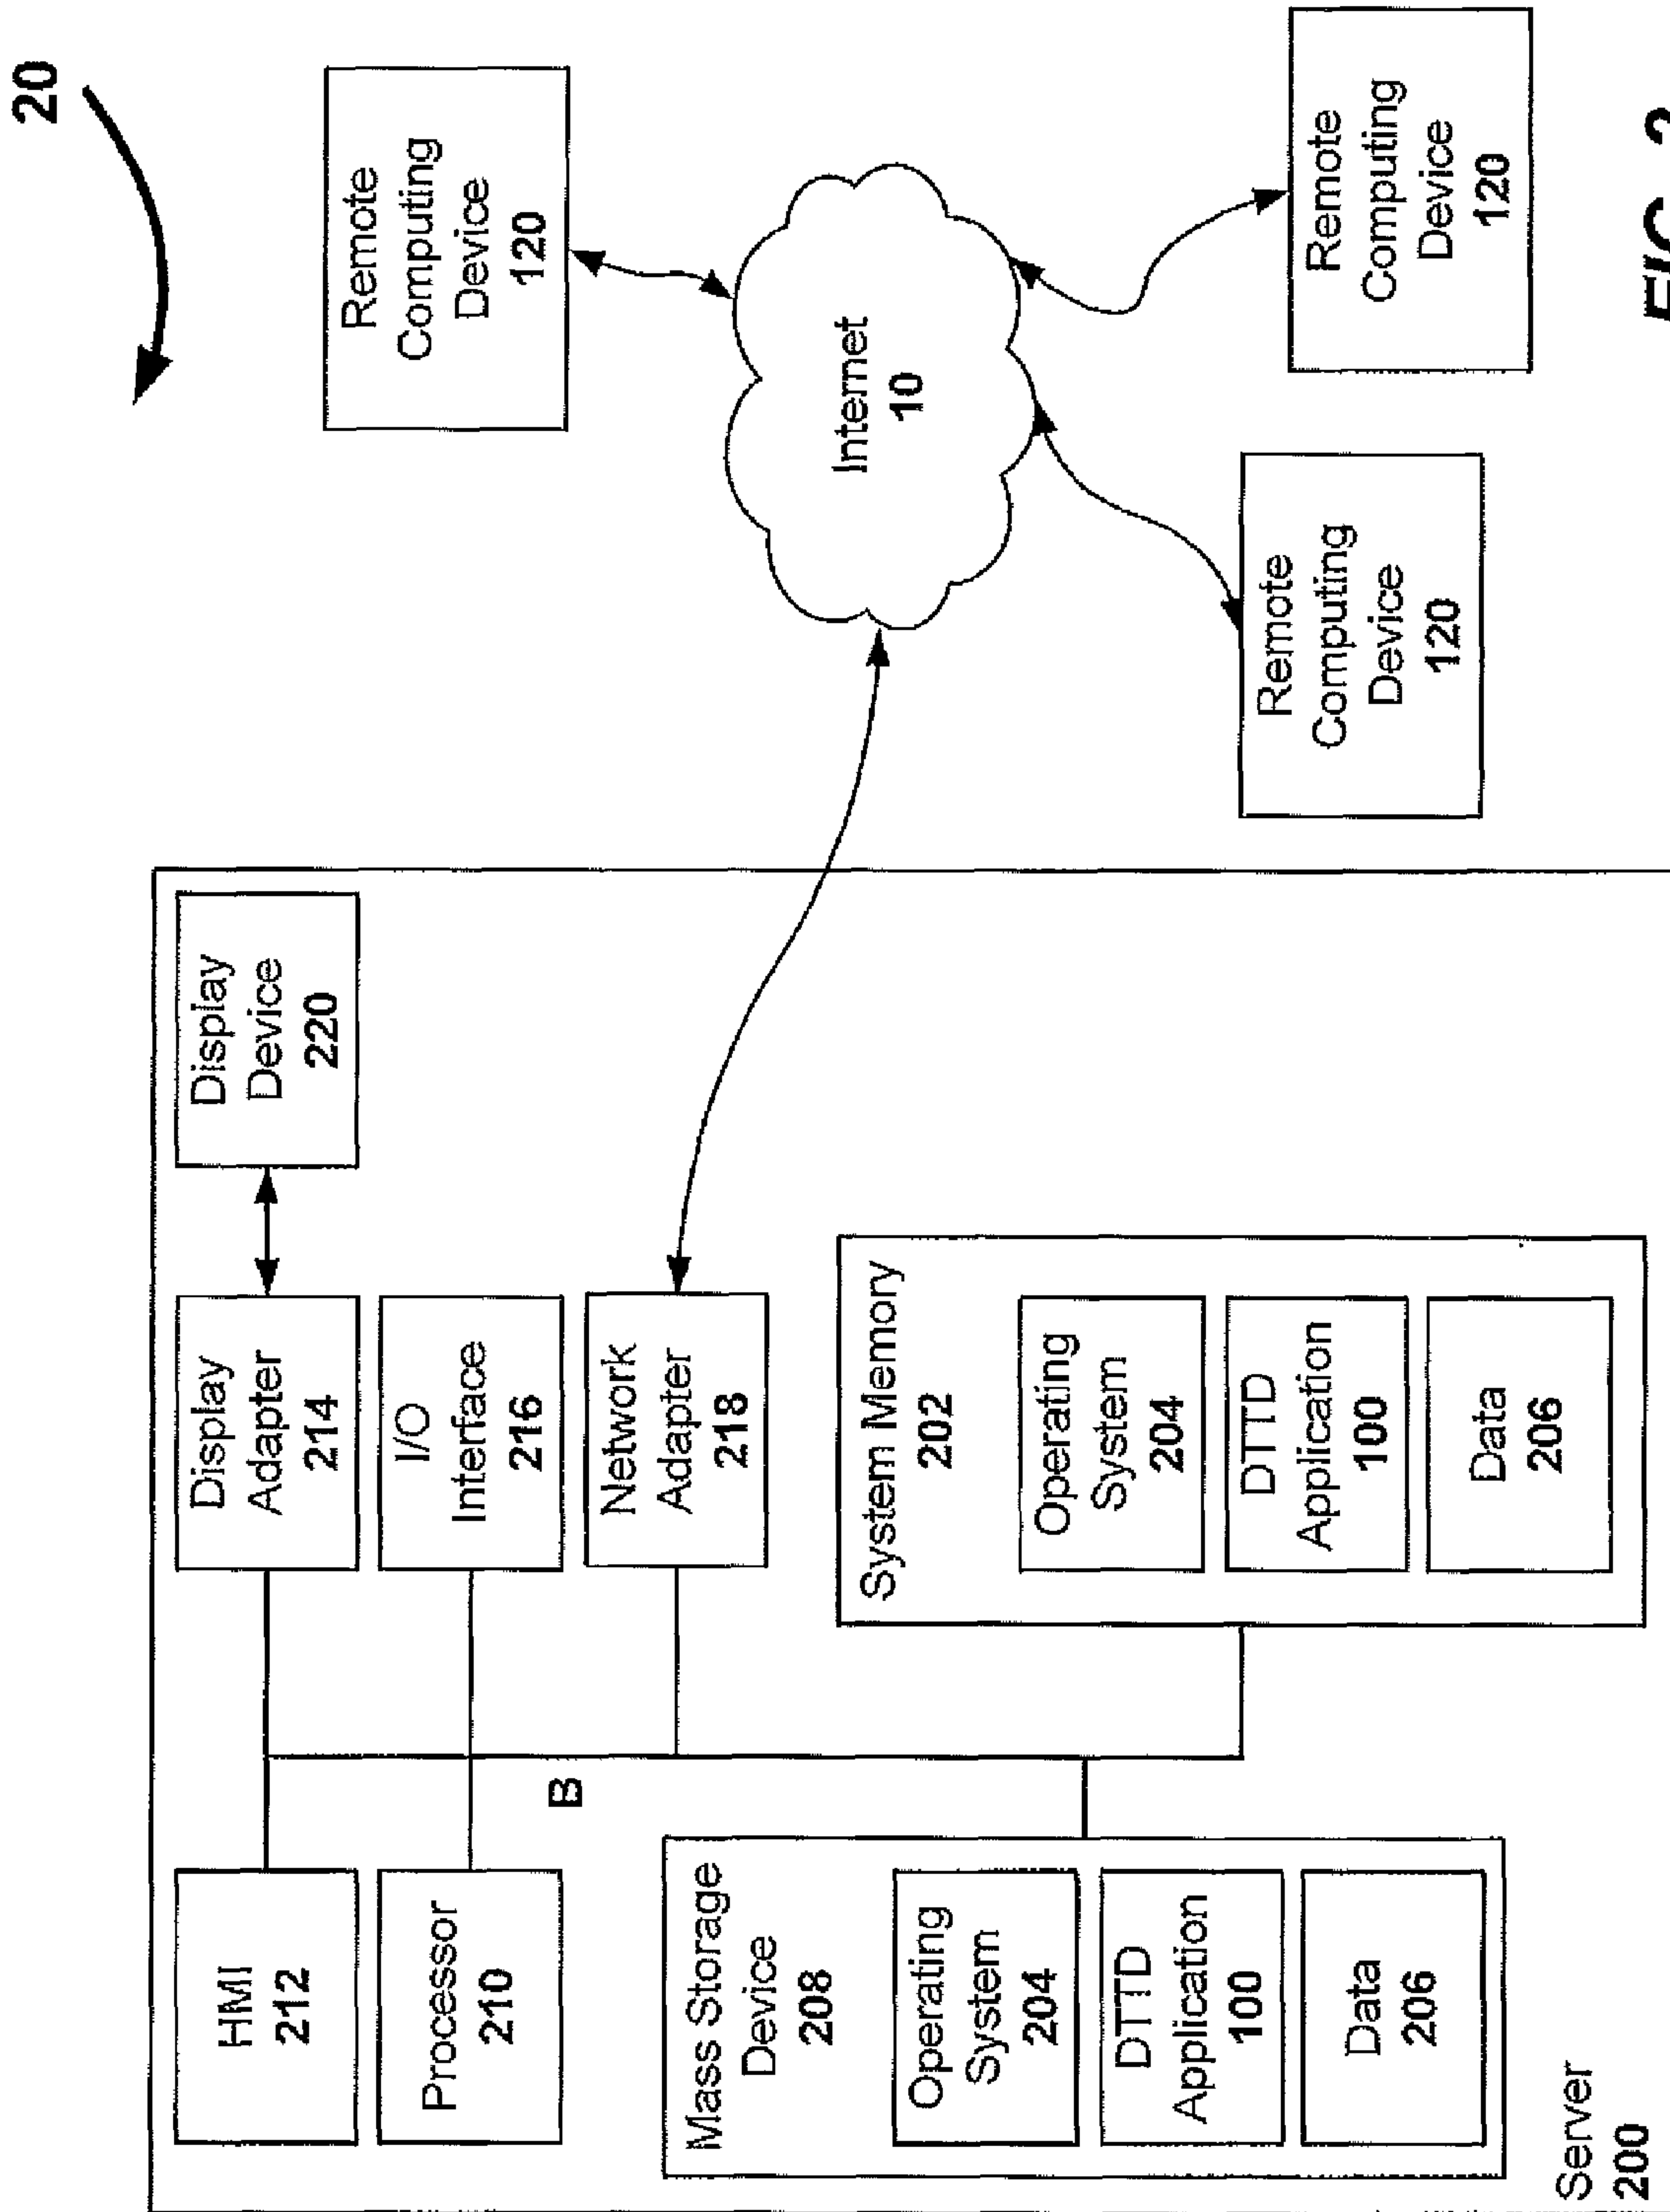 20
HMI
212
Processor
210
Display
Adapter
214
I/O
Interface
216
Network
Adapter
218
Display
Device
220
B
Mass Storage
Device
208
Operating
System
204
DTTD
Application
100
Data
206
System Memory
202
Operating
System
204
DTTD
Application
100
Data
206
Server
200
Internet
10
Remote
Computing
Device
120
Remote
Computing
Device
120
Remote
Computing
Device
120
FIG. 2